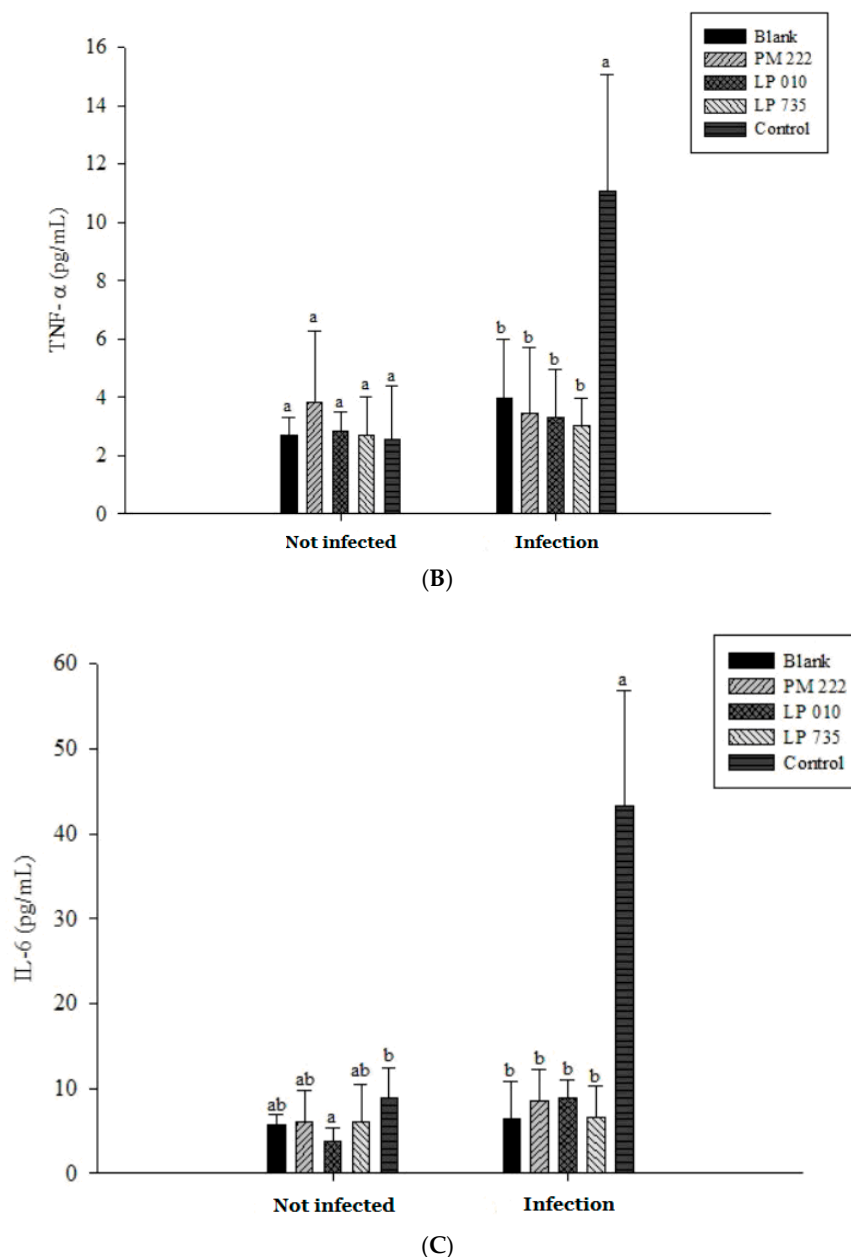 16
14
12
10
8
6
4
2
0
TNF- α (pg/mL)
Blank
PM 222
LP 010
LP 735
Control
a
a
a
a
a
b
b
b
b
a
Not infected
Infection
(B)
60
50
40
30
20
10
0
IL-6 (pg/mL)
Blank
PM 222
LP 010
LP 735
Control
ab
ab
a
ab
b
b
b
b
b
a
Not infected
Infection
(C)